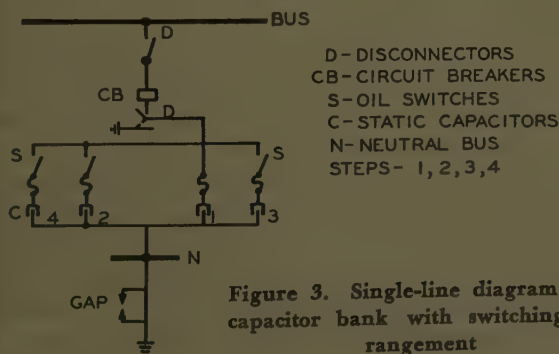 BUS
D
CB
D
S
S
C 4 2 1 3
N
GAP
D-DISCONNECTORS
CB-CIRCUIT BREAKERS
S-OIL SWITCHES
C-STATIC CAPACITORS
N-NEUTRAL BUS
STEPS- 1, 2, 3, 4
Figure 3. Single-line diagram
capacitor bank with switching
rangement